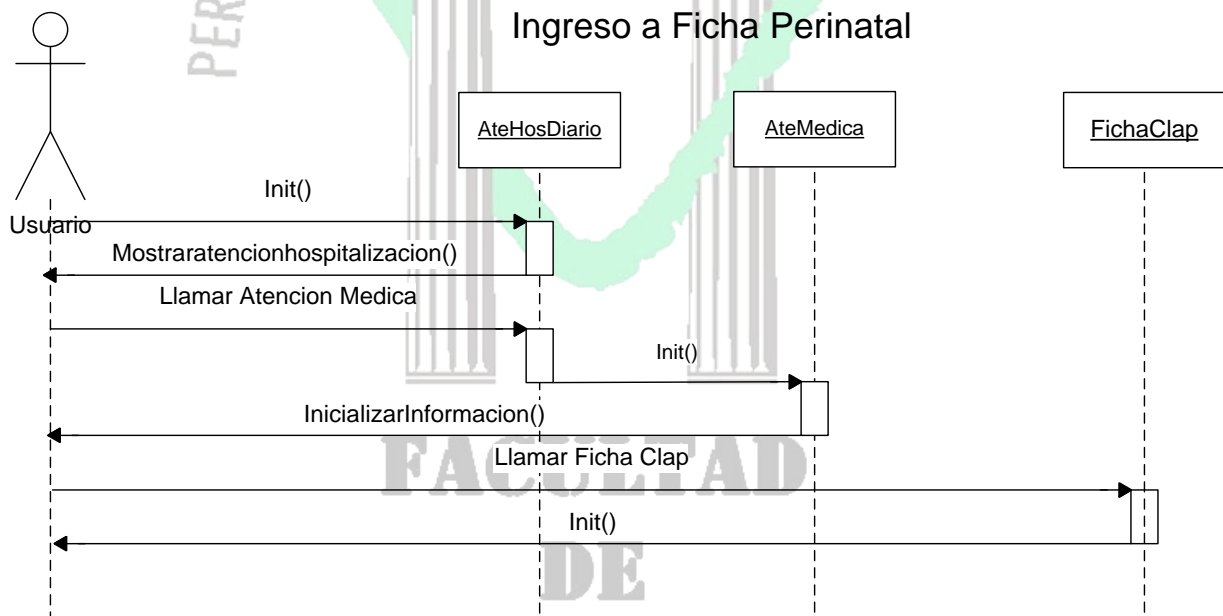 Ingreso a Ficha Perinatal
PER
AteHosDiario
AteMedica
FichaClap
Usuario
Init()
Mostraratencionhospitalizacion()
Llamar Atencion Medica
Init()
InicializarInformacion()
FACULTAD
Llamar Ficha Clap
Init()
DE